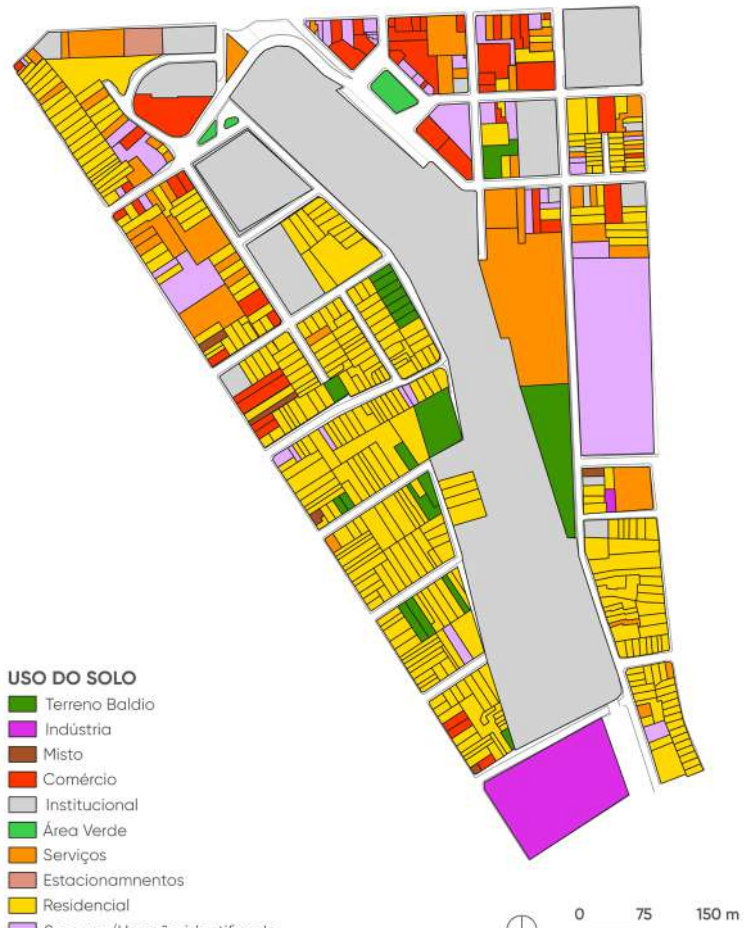 USO DO SOLO
Terreno Baldio
Indústria
Misto
Comércio
Institucional
Área Verde
Serviços
Estacionamnentos
Residencial
0 75 150 m